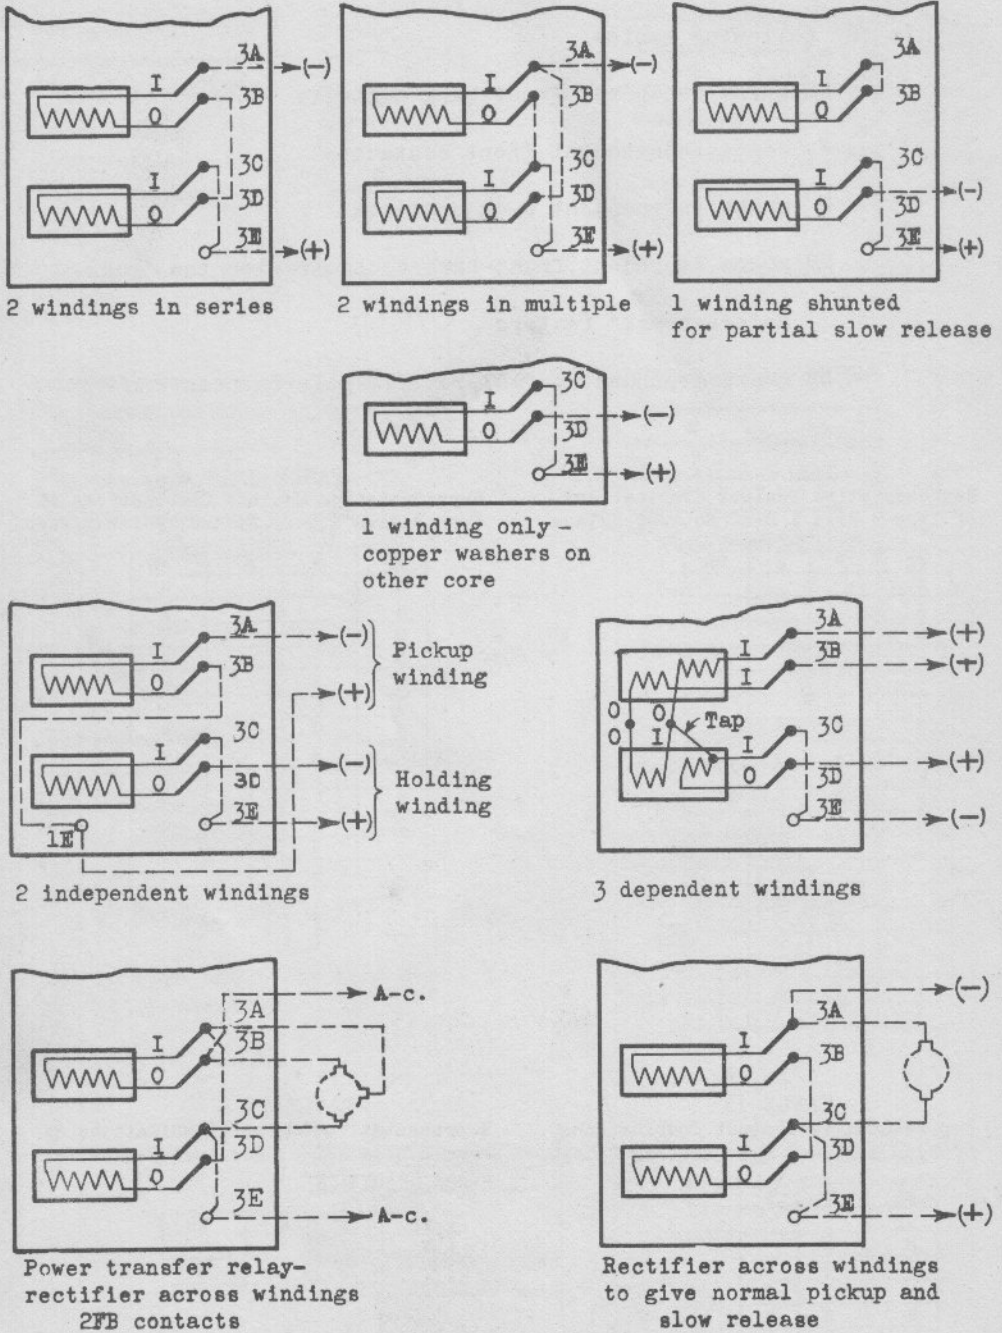 I
O
I
O
3A
3B
3C
3D
3E
(-)
(+)
2 windings in series
I
O
I
O
3A
3B
3C
3D
3E
(-)
(+)
2 windings in multiple
I
O
I
O
3A
3B
3C
3D
3E
(-)
(+)
1 winding shunted
for partial slow release
I
O
3C
3D
3E
(-)
(+)
1 winding only -
copper washers on
other core
I
O
I
O
1E
3A
3B
3C
3D
3E
(-)
(+)
Pickup
winding
(-)
(+)
Holding
winding
2 independent windings
I
I
O
O
O
I
Tap
I
O
3A
3B
3C
3D
3E
(+)
(+)
(+)
(-)
3 dependent windings
I
O
I
O
3A
3B
3C
3D
3E
A-c.
A-c.
Power transfer relay-
rectifier across windings
2FB contacts
I
O
I
O
3A
3B
3C
3D
3E
(-)
(+)
Rectifier across windings
to give normal pickup and
slow release